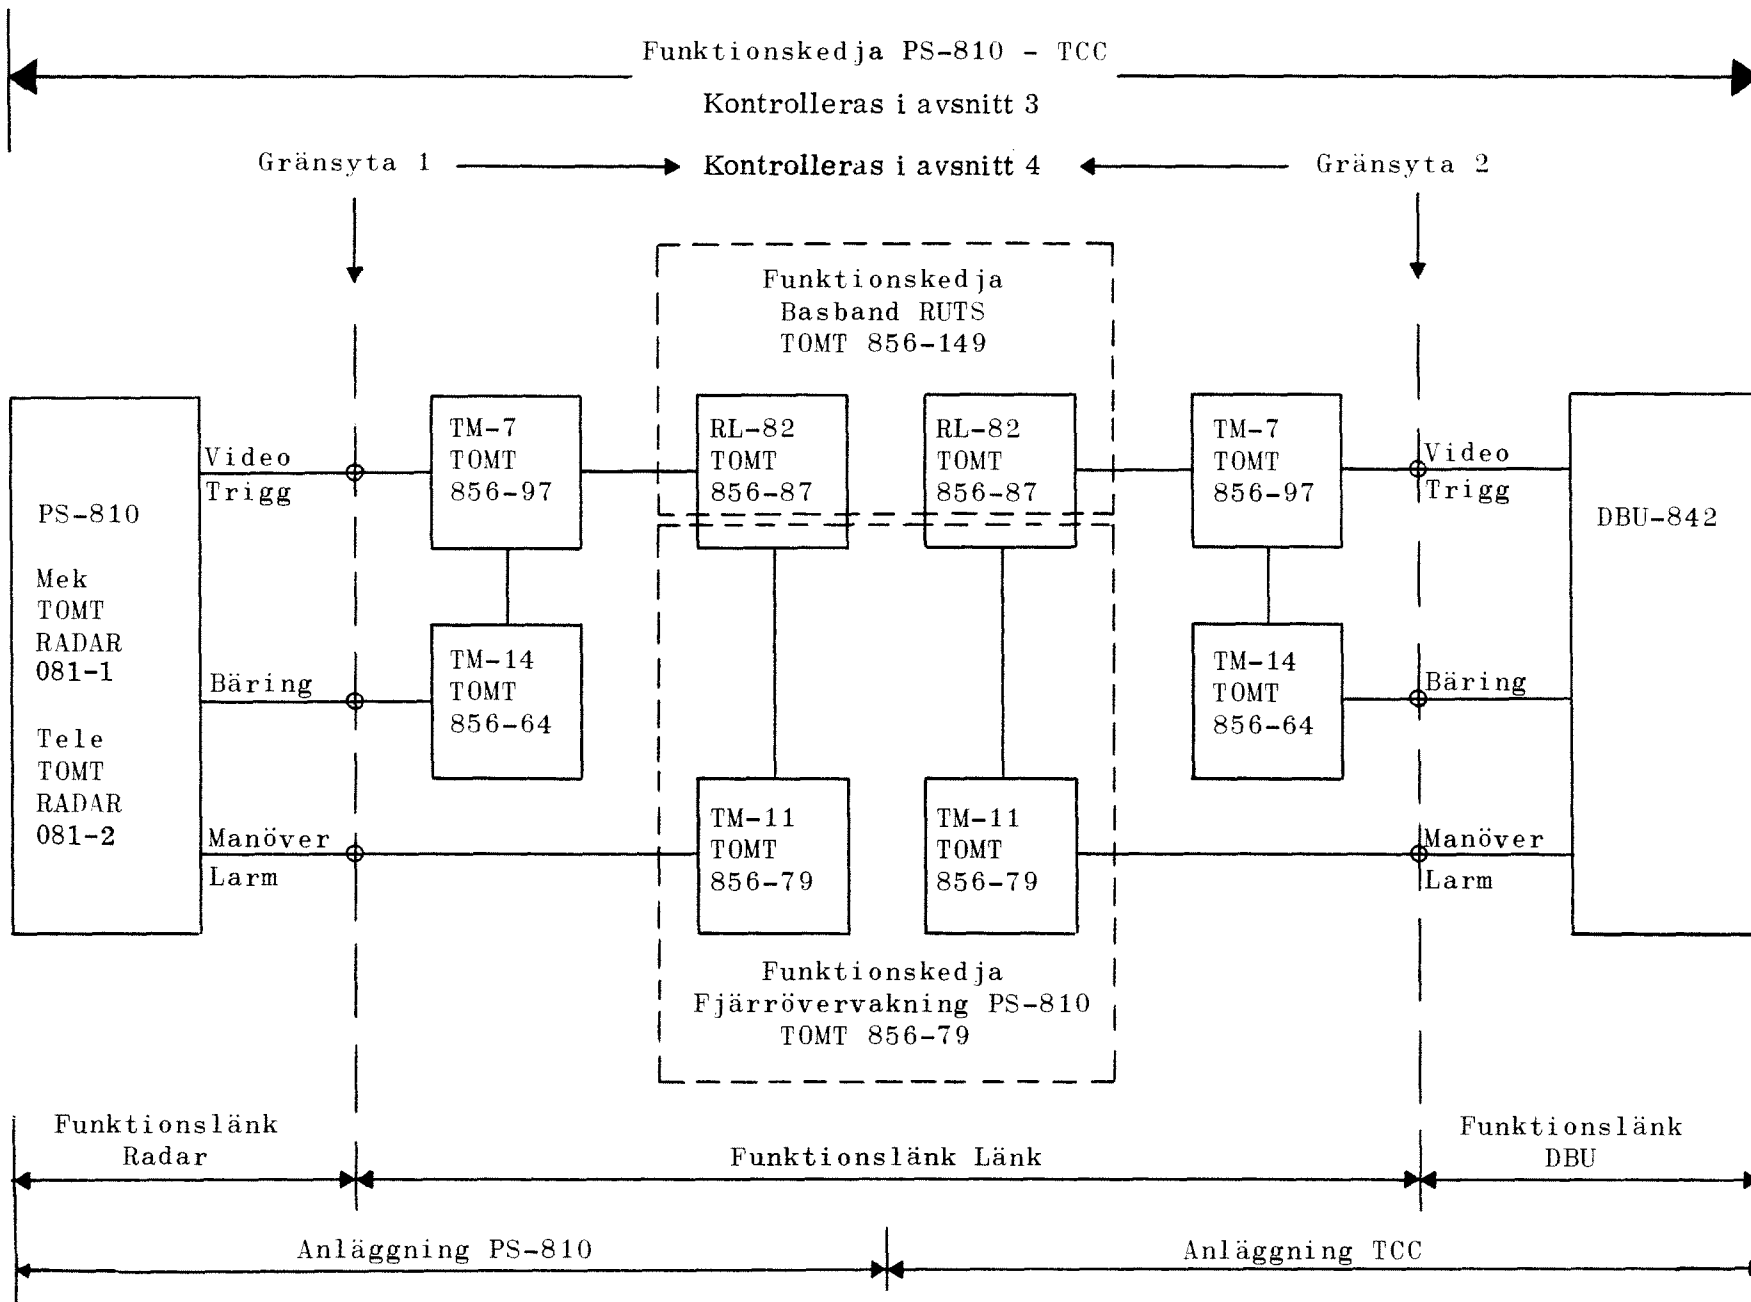 Funktionskedja PS-810 - TCC
Kontrolleras i avsnitt 3
Gränsyta 1
Kontrolleras i avsnitt 4
Gränsyta 2
Funktionskedja
Basband RUTS
TOMT 856-149
PS-810
Mek
TOMT
RADAR
081-1
Tele
TOMT
RADAR
081-2
Video
Trigg
Bäring
Manöver
Larm
TM-7
TOMT
856-97
TM-14
TOMT
856-64
RL-82
TOMT
856-87
RL-82
TOMT
856-87
TM-11
TOMT
856-79
TM-11
TOMT
856-79
TM-7
TOMT
856-97
TM-14
TOMT
856-64
Video
Trigg
Bäring
Manöver
Larm
DBU-842
Funktionskedja
Fjärrövervakning PS-810
TOMT 856-79
Funktionslänk
Radar
Funktionslänk Länk
Funktionslänk
DBU
Anläggning PS-810
Anläggning TCC